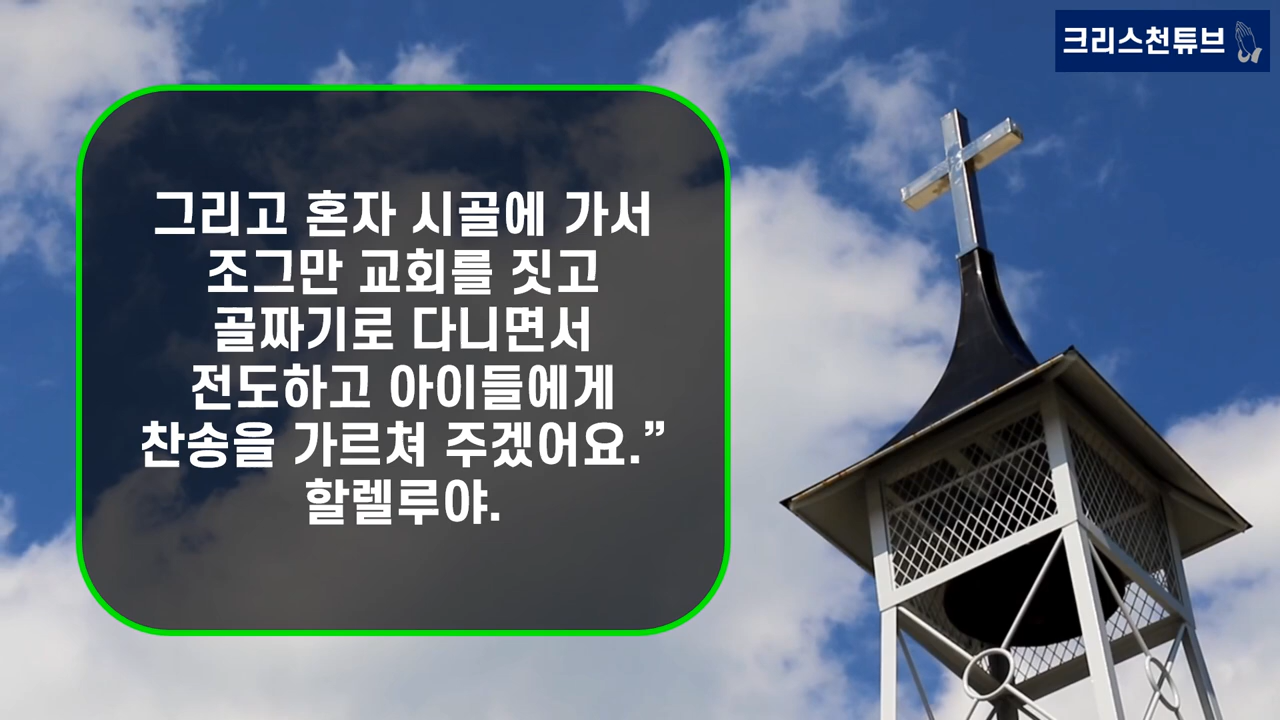 크리스천튜브
그리고 혼자 시골에 가서
조그만 교회를 짓고
골짜기로 다니면서
전도하고 아이들에게
찬송을 가르쳐 주겠어요.”
할렐루야.